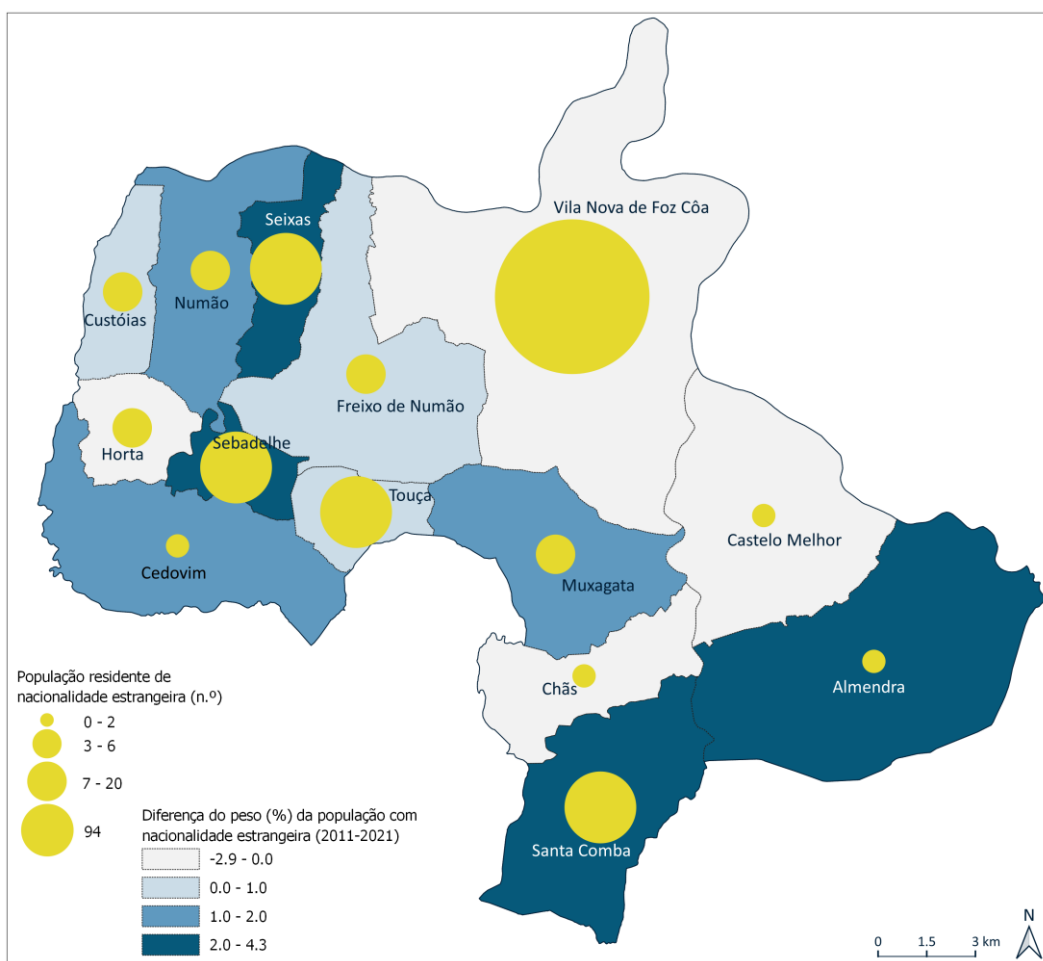 Vila Nova de Foz Côa
Seixas
Numão
Custóias
Freixo de Numão
Sebadelhe
Horta
Touça
Castelo Melhor
Cedovim
Muxagata
Chãs
Almendra
Santa Comba
População residente de
nacionalidade estrangeira (n.º)
0 - 2
3 - 6
7 - 20
94
Diferença do peso (%) da população com
nacionalidade estrangeira (2011-2021)
-2.9 - 0.0
0.0 - 1.0
1.0 - 2.0
2.0 - 4.3
N
0 1.5 3 km